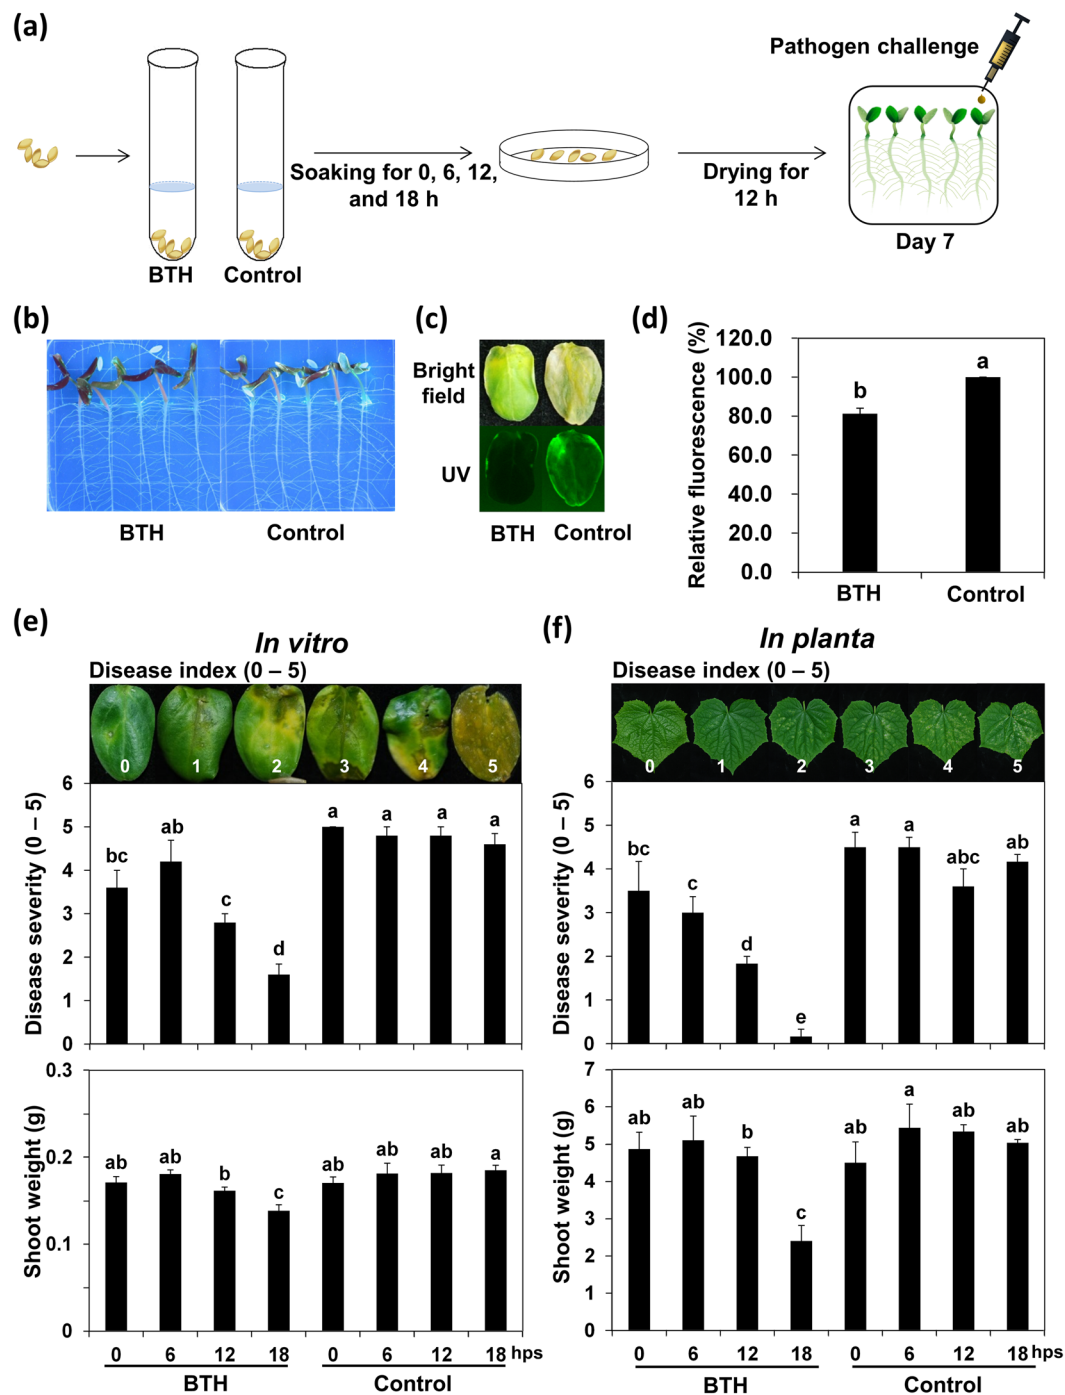 (a)
Pathogen challenge
Soaking for 0, 6, 12,
and 18 h
Drying for
12 h
BTH
Control
Day 7
(b)
BTH
Control
(c)
Bright
field
UV
BTH
Control
(d)
Relative fluorescence (%)
120.0
100.0
80.0
60.0
40.0
20.0
0.0
b
a
BTH
Control
(e)
In vitro
Disease index (0 – 5)
0 1 2 3 4 5
Disease severity (0 – 5)
6
5
4
3
2
1
0
bc ab c d a a a a
Shoot weight (g)
0.3
0.2
0.1
0
ab ab b c ab ab ab a
0 6 12 18 0 6 12 18 hps
BTH
Control
(f)
In planta
Disease index (0 – 5)
0 1 2 3 4 5
Disease severity (0 – 5)
6
5
4
3
2
1
0
bc c d e a a abc ab
Shoot weight (g)
7
6
5
4
3
2
1
0
ab ab b c ab a ab ab
0 6 12 18 0 6 12 18 hps
BTH
Control